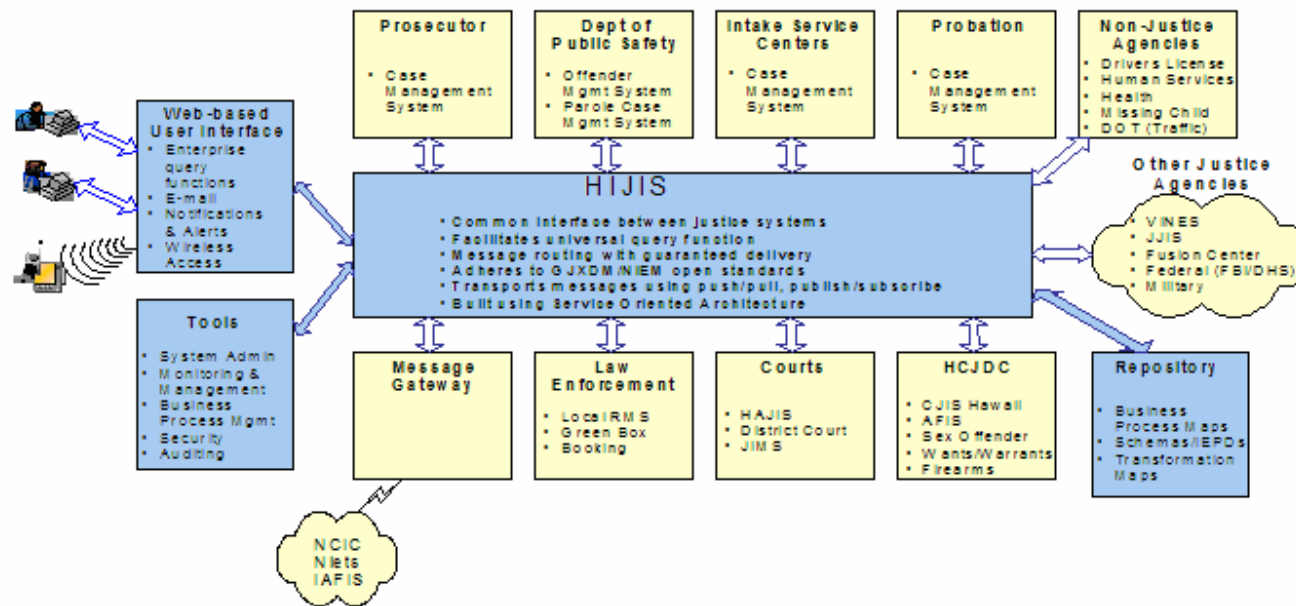 Prosecutor
Case
Management
System
Dept of
Public Safety
Offender
Mgmt System
Parole Case
Mgmt System
Intake Service
Centers
Case
Management
System
Probation
Case
Management
System
Non-Justice
Agencies
Drivers License
Human Services
Health
Missing Child
DOT (Traffic)
Web-based
User Interface
Enterprise
query
functions
E-mail
Notifications
& Alerts
Wireless
Access
HIJIS
Common Interface between justice systems
Facilitates universal query function
Message routing with guaranteed delivery
Adheres to GJXDM/NIEM open standards
Transports messages using push/pull, publish/subscribe
Built using Service Oriented Architecture
Other Justice
Agencies
VINES
JJIS
Fusion Center
Federal (FBI/DHS)
Military
Tools
System Admin
Monitoring &
Management
Business
Process Mgmt
Security
Auditing
Message
Gateway
Law
Enforcement
Local RMS
Green Box
Booking
Courts
HAJIS
District Court
JIMS
HCJDC
CJIS Hawaii
AFIS
Sex Offender
Wants/Warrants
Firearms
Repository
Business
Process Maps
Schemas/IEPDs
Transformation
Maps
NCIC
Nlets
IAFIS